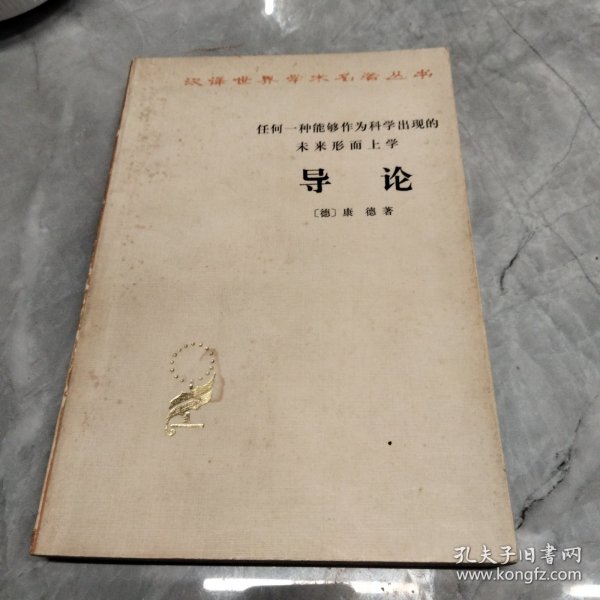 汉译世界学术名著丛书
任何一种能够作为科学出现的
未来形而上学
导 论
〔德〕康 德著
孔夫子旧书网
www.kongfz.com